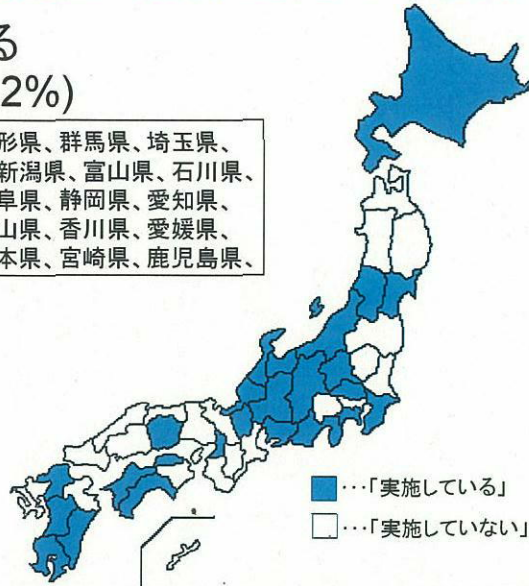 る
2%)
形県、群馬県、埼玉県、
新潟県、富山県、石川県、
阜県、静岡県、愛知県、
山県、香川県、愛媛県、
本県、宮崎県、鹿児島県、
…「実施している」
…「実施していない」